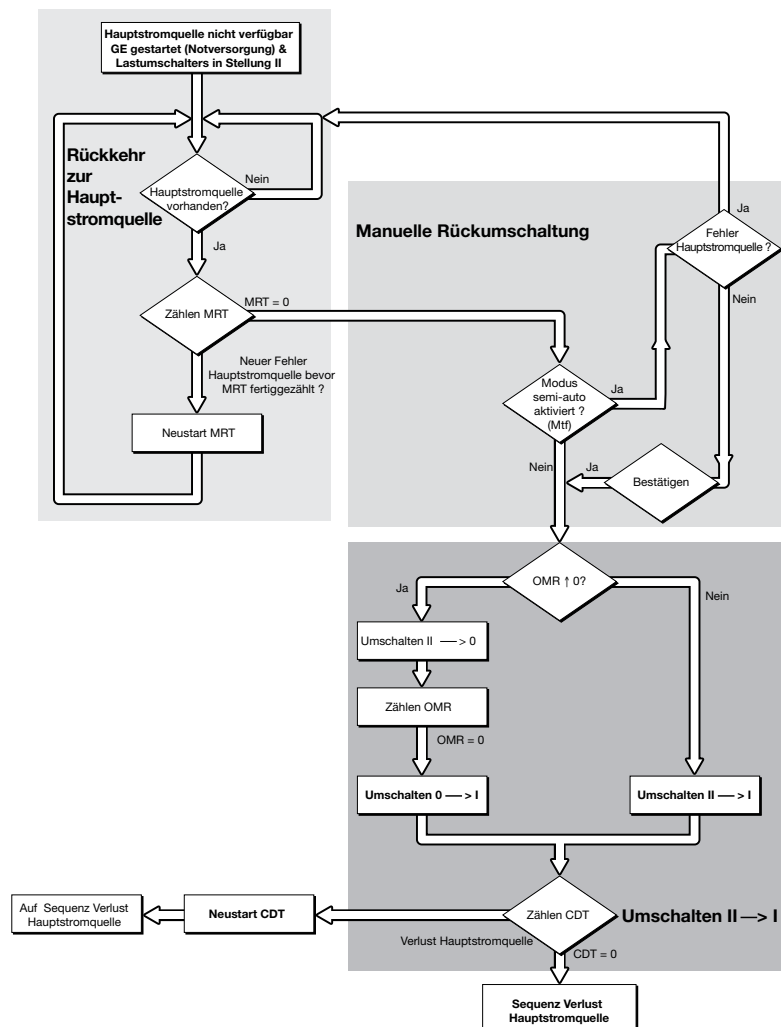 Hauptstromquelle nicht verfügbar
GE gestartet (Notversorgung) &
Lastumschalters in Stellung II
Rückkehr
zur
Haupt-
stromquelle
Nein
Hauptstromquelle
vorhanden?
Ja
Zählen MRT
MRT = 0
Neuer Fehler
Hauptstromquelle bevor
MRT fertiggezählt ?
Neustart MRT
Manuelle Rückumschaltung
Ja
Fehler
Hauptstromquelle ?
Nein
Modus
semi-auto
aktiviert ?
(Mtf)
Ja
Nein
Ja
Bestätigen
OMR ↑ 0?
Ja
Nein
Umschalten II —> 0
Zählen OMR
OMR = 0
Umschalten 0 —> I
Umschalten II —> I
Auf Sequenz Verlust
Hauptstromquelle
Neustart CDT
Zählen CDT
Umschalten II —> I
Verlust Hauptstromquelle
CDT = 0
Sequenz Verlust
Hauptstromquelle